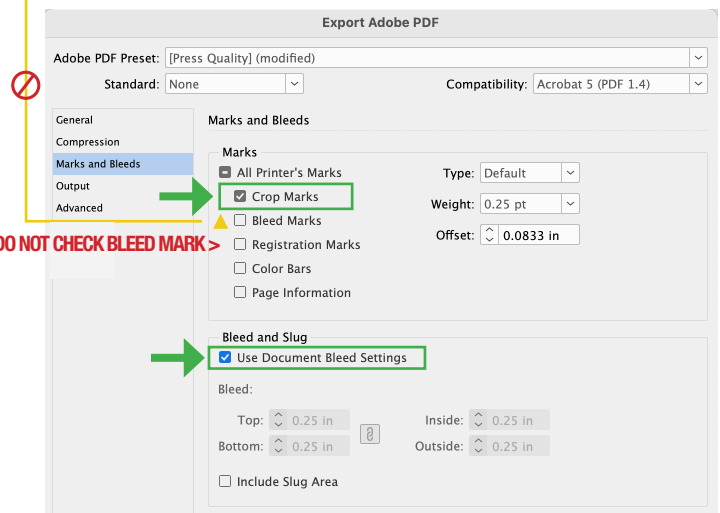 Export Adobe PDF
Adobe PDF Preset: [Press Quality] (modified)
Standard: None Compatibility: Acrobat 5 (PDF 1.4)
General
Compression
Marks and Bleeds
Output
Advanced
Marks and Bleeds
Marks
All Printer's Marks
Crop Marks
Bleed Marks
DO NOT CHECK BLEED MARK >
Registration Marks
Color Bars
Page Information
Type: Default
Weight: 0.25 pt
Offset: 0.0833 in
Bleed and Slug
Use Document Bleed Settings
Bleed:
Top: 0.25 in Inside: 0.25 in
Bottom: 0.25 in Outside: 0.25 in
Include Slug Area